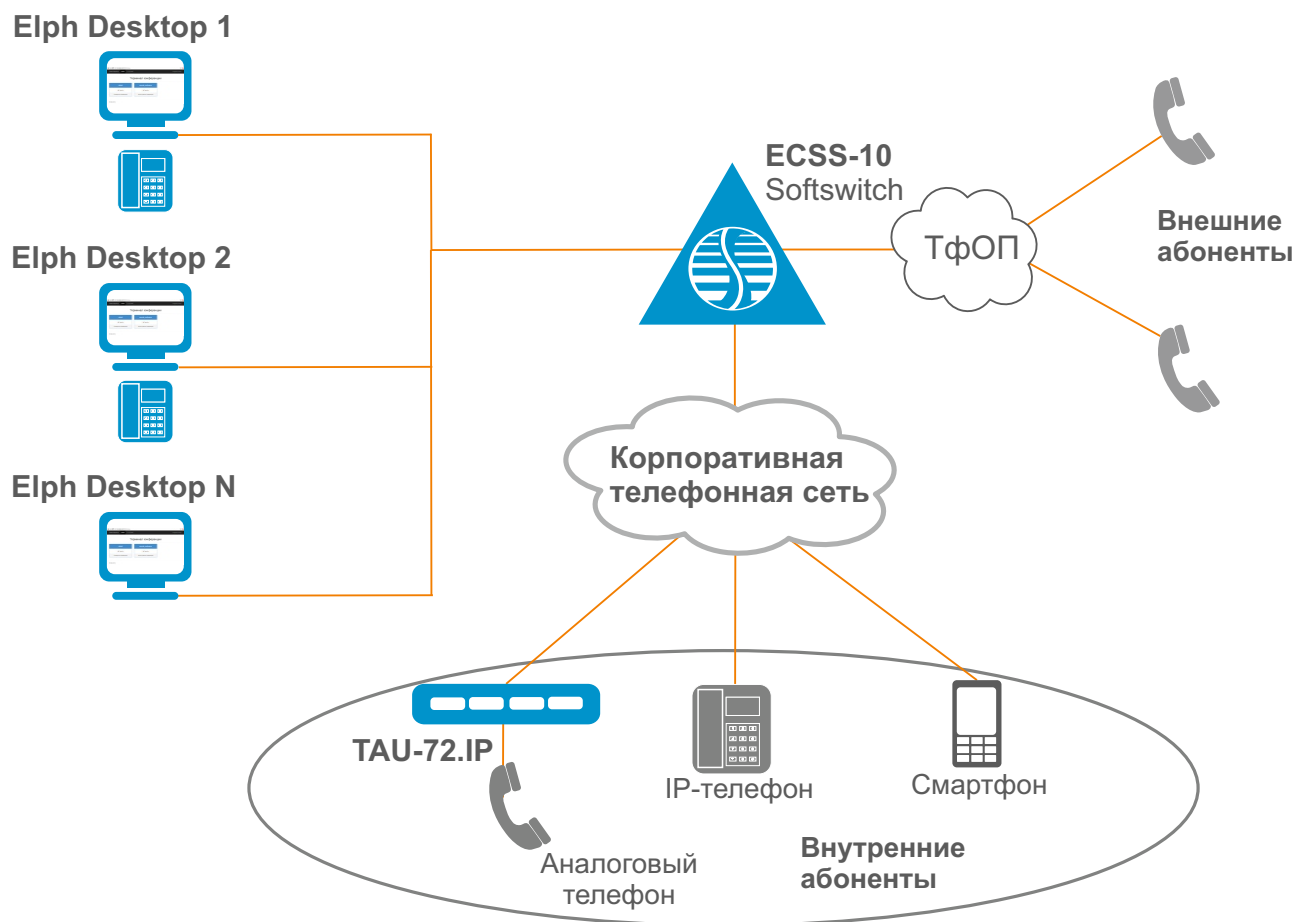 Elph Desktop 1
ECSS-10
Softswitch
ТфОП
Внешние
абоненты
Elph Desktop 2
Корпоративная
телефонная сеть
Elph Desktop N
TAU-72.IP
IP-телефон
Смартфон
Аналоговый
телефон
Внутренние
абоненты